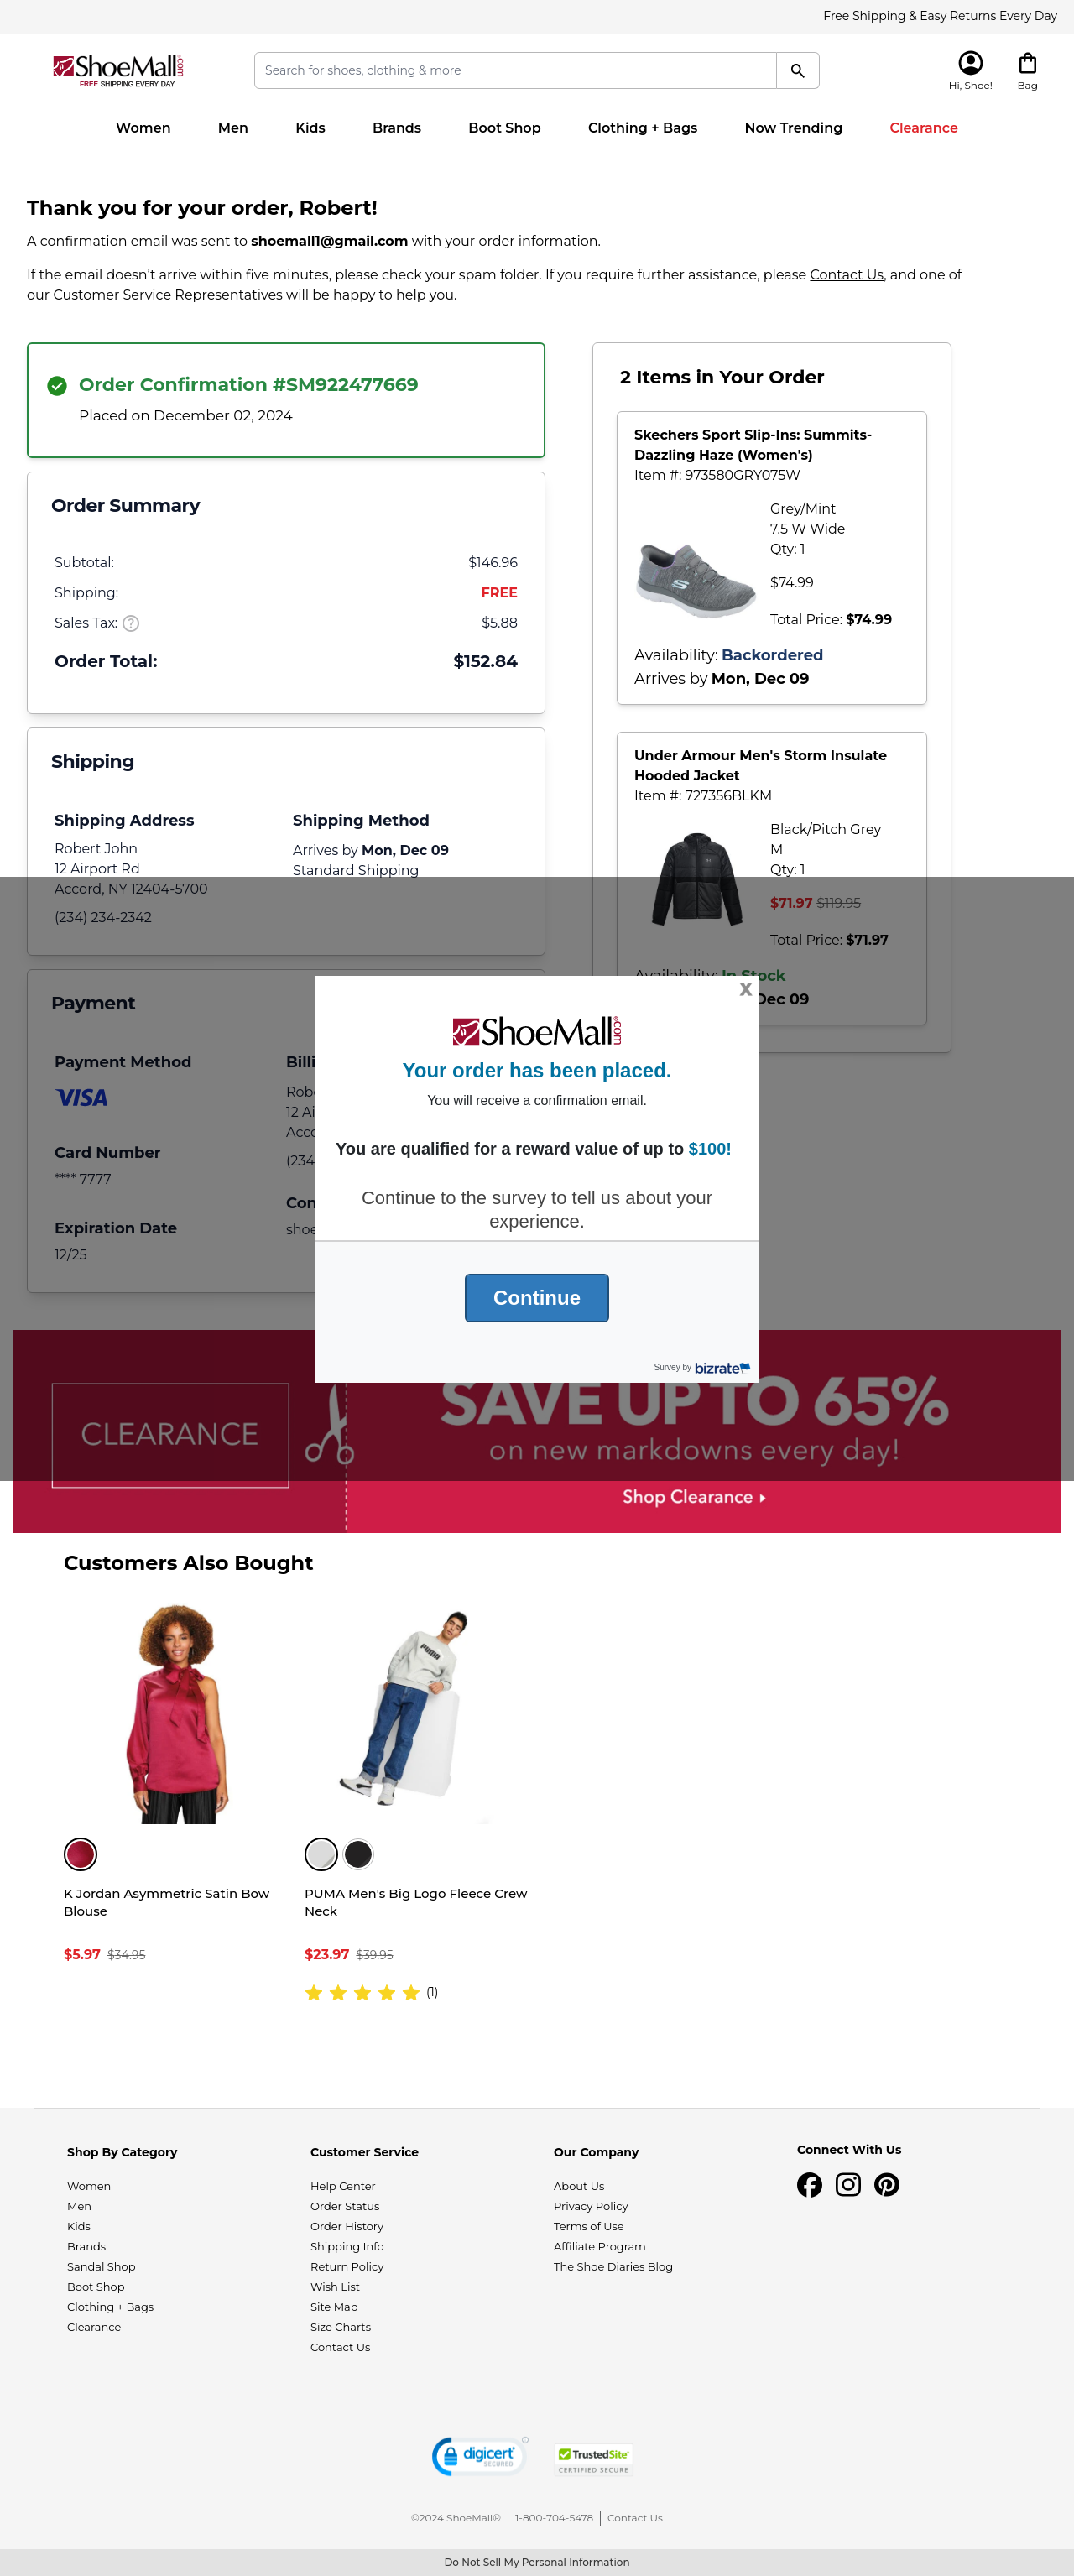 Free Shipping & Easy Returns Every Day
ShoeMall.com
FREE SHIPPING EVERY DAY
Search for shoes, clothing & more
Hi, Shoe!
Bag
Women
Men
Kids
Brands
Boot Shop
Clothing + Bags
Now Trending
Clearance
Thank you for your order, Robert!
A confirmation email was sent to shoemall1@gmail.com with your order information.
If the email doesn’t arrive within five minutes, please check your spam folder. If you require further assistance, please Contact Us, and one of
our Customer Service Representatives will be happy to help you.
Order Confirmation #SM922477669
Placed on December 02, 2024
Order Summary
Subtotal: $146.96
Shipping: FREE
Sales Tax: ? $5.88
Order Total: $152.84
Shipping
Shipping Address
Robert John
12 Airport Rd
Accord, NY 12404-5700
(234) 234-2342
Shipping Method
Arrives by Mon, Dec 09
Standard Shipping
Payment
Payment Method
VISA
Card Number
**** 7777
Expiration Date
12/25
Billi
Rob
12 Ai
Acco
(234
Con
shoe
2 Items in Your Order
Skechers Sport Slip-Ins: Summits-
Dazzling Haze (Women's)
Item #: 973580GRY075W
Grey/Mint
7.5 W Wide
Qty: 1
$74.99
Total Price: $74.99
Availability: Backordered
Arrives by Mon, Dec 09
Under Armour Men's Storm Insulate
Hooded Jacket
Item #: 727356BLKM
Black/Pitch Grey
M
Qty: 1
$71.97 $119.95
Total Price: $71.97
Availability: In Stock
Dec 09
X
ShoeMall.com
Your order has been placed.
You will receive a confirmation email.
You are qualified for a reward value of up to $100!
Continue to the survey to tell us about your
experience.
Continue
Survey by bizrate
CLEARANCE
SAVE UP TO 65%
on new markdowns every day!
Shop Clearance
Customers Also Bought
PUMA
K Jordan Asymmetric Satin Bow
Blouse
$5.97 $34.95
PUMA Men's Big Logo Fleece Crew
Neck
$23.97 $39.95
(1)
Shop By Category
Women
Men
Kids
Brands
Sandal Shop
Boot Shop
Clothing + Bags
Clearance
Customer Service
Help Center
Order Status
Order History
Shipping Info
Return Policy
Wish List
Site Map
Size Charts
Contact Us
Our Company
About Us
Privacy Policy
Terms of Use
Affiliate Program
The Shoe Diaries Blog
Connect With Us
digicert
SECURED
TrustedSite
CERTIFIED SECURE
©2024 ShoeMall®
1-800-704-5478
Contact Us
Do Not Sell My Personal Information